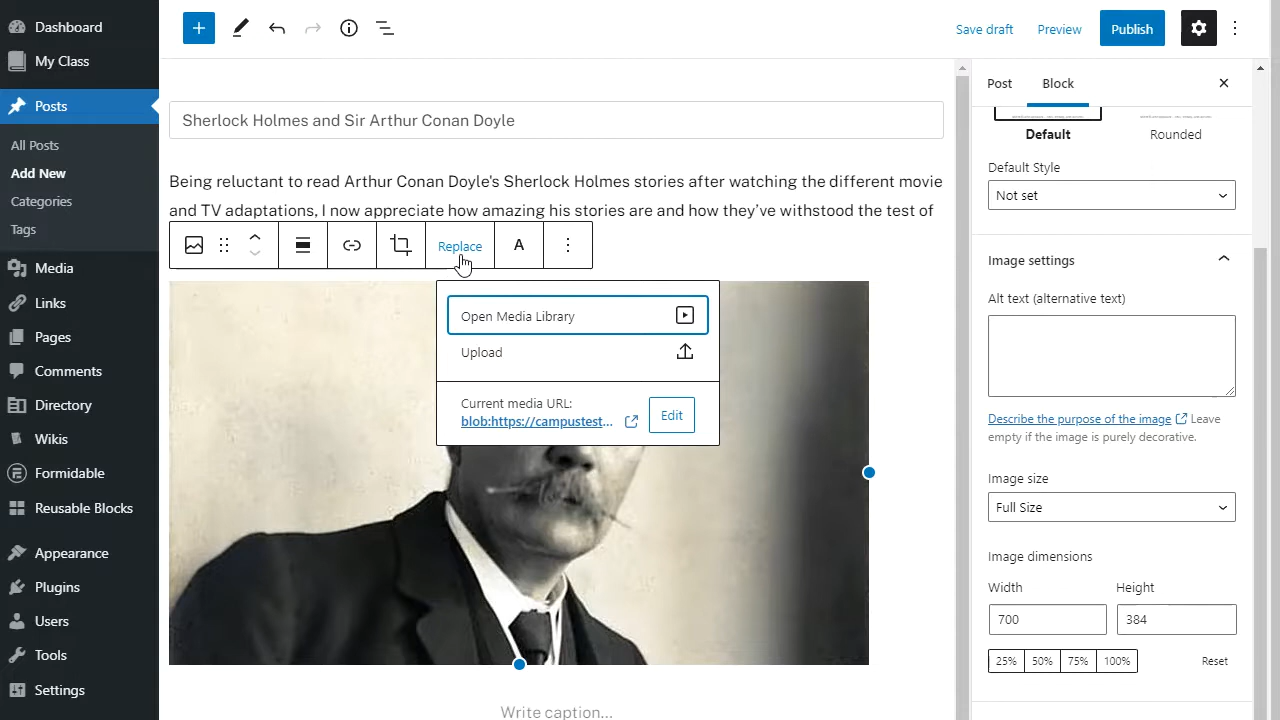 Dashboard
My Class
Posts
All Posts
Add New
Categories
Tags
Media
Links
Pages
Comments
Directory
Wikis
Formidable
Reusable Blocks
Appearance
Plugins
Users
Tools
Settings
Save draft
Preview
Publish
Sherlock Holmes and Sir Arthur Conan Doyle
Being reluctant to read Arthur Conan Doyle's Sherlock Holmes stories after watching the different movie
and TV adaptations, I now appreciate how amazing his stories are and how they've withstood the test of
Replace
A
Open Media Library
Upload
Current media URL:
blob:https://campustest...
Edit
Write caption...
Post
Block
Default
Rounded
Default Style
Not set
Image settings
Alt text (alternative text)
Describe the purpose of the image Leave
empty if the image is purely decorative.
Image size
Full Size
Image dimensions
Width
Height
700
384
25% 50% 75% 100%
Reset